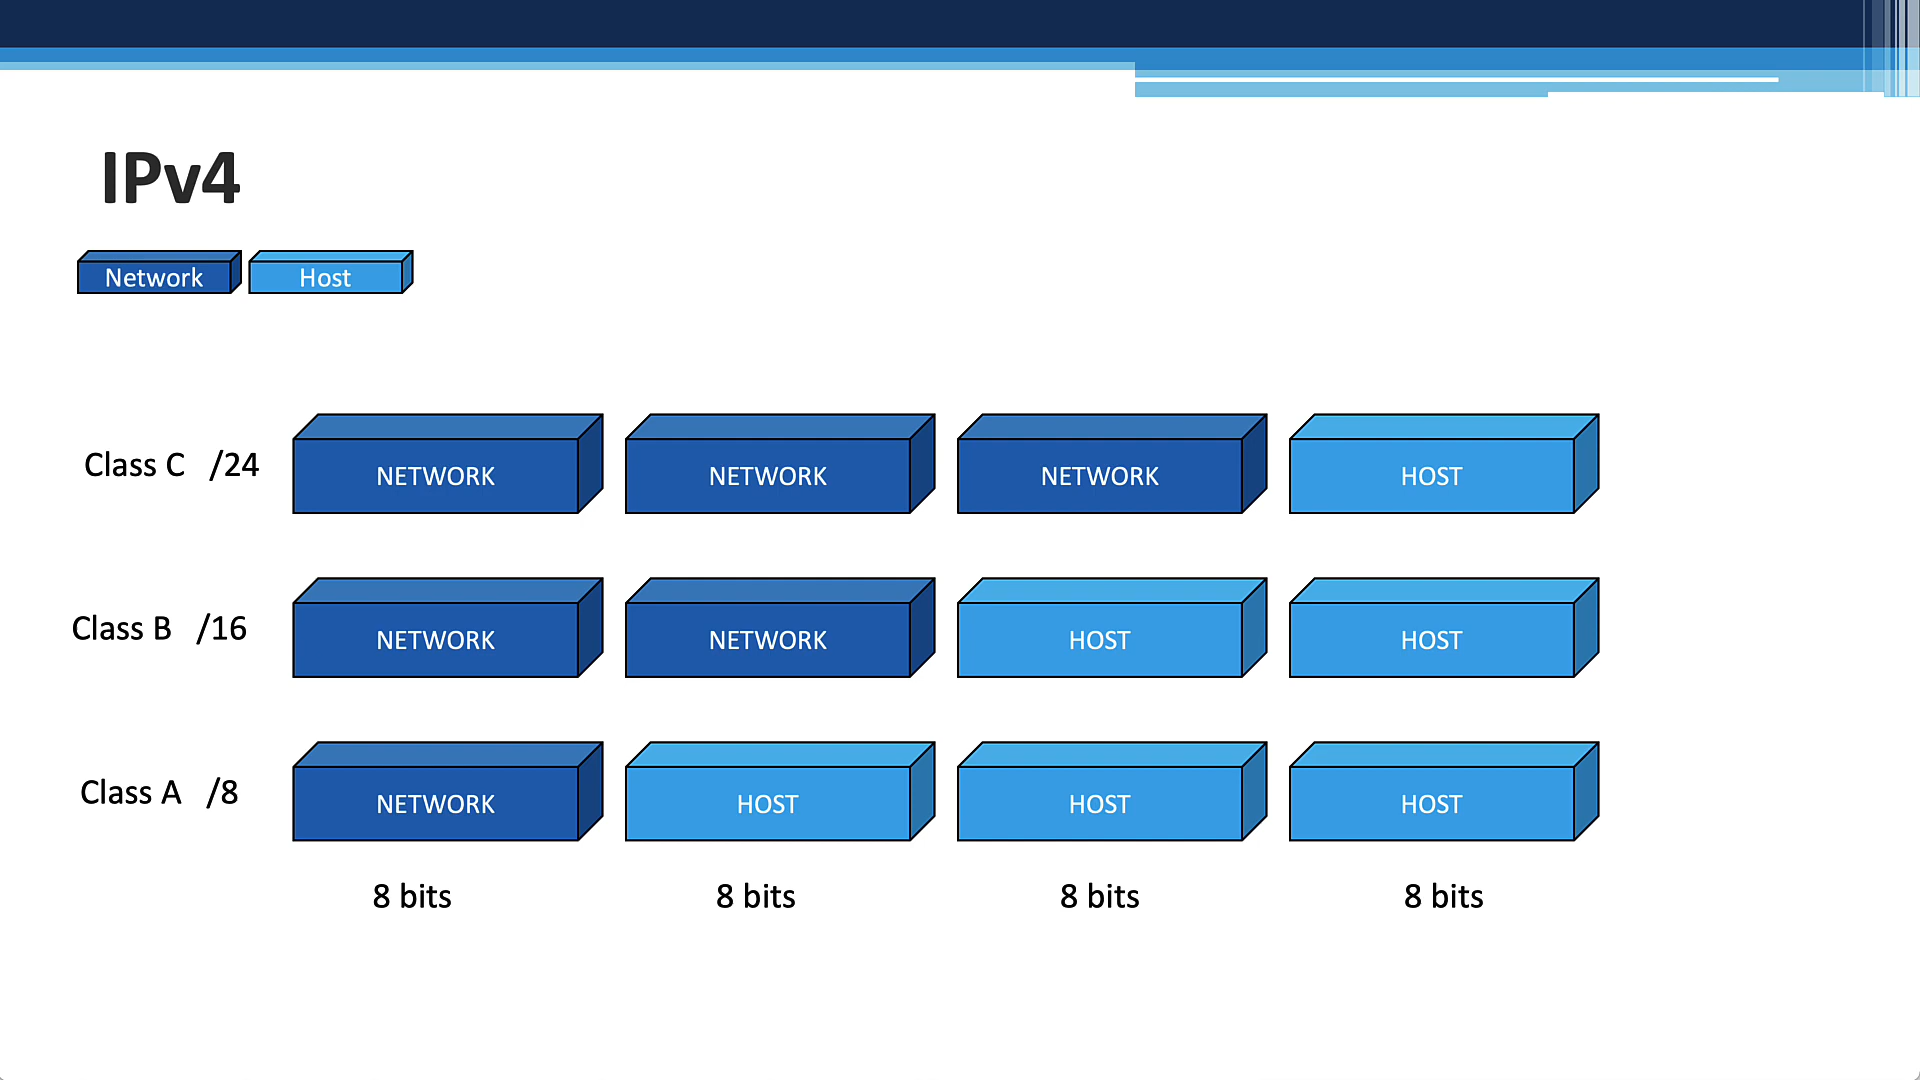 IPv4
Network Host
Class C /24 NETWORK NETWORK NETWORK HOST
Class B /16 NETWORK NETWORK HOST HOST
Class A /8 NETWORK HOST HOST HOST
8 bits 8 bits 8 bits 8 bits